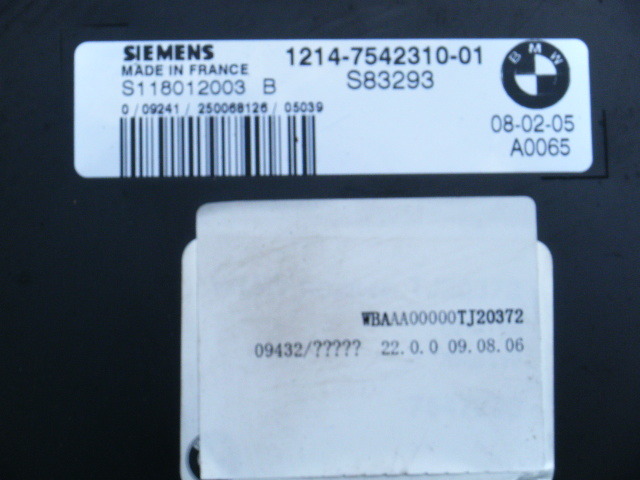 SIEMENS
MADE IN FRANCE
S118012003 B
0 / 09241 / 250068126 / 05039
1214-7542310-01
S83293
BMW
08-02-05
A0065
WBAAA00000TJ20372
09432/????? 22.0.0 09.08.06